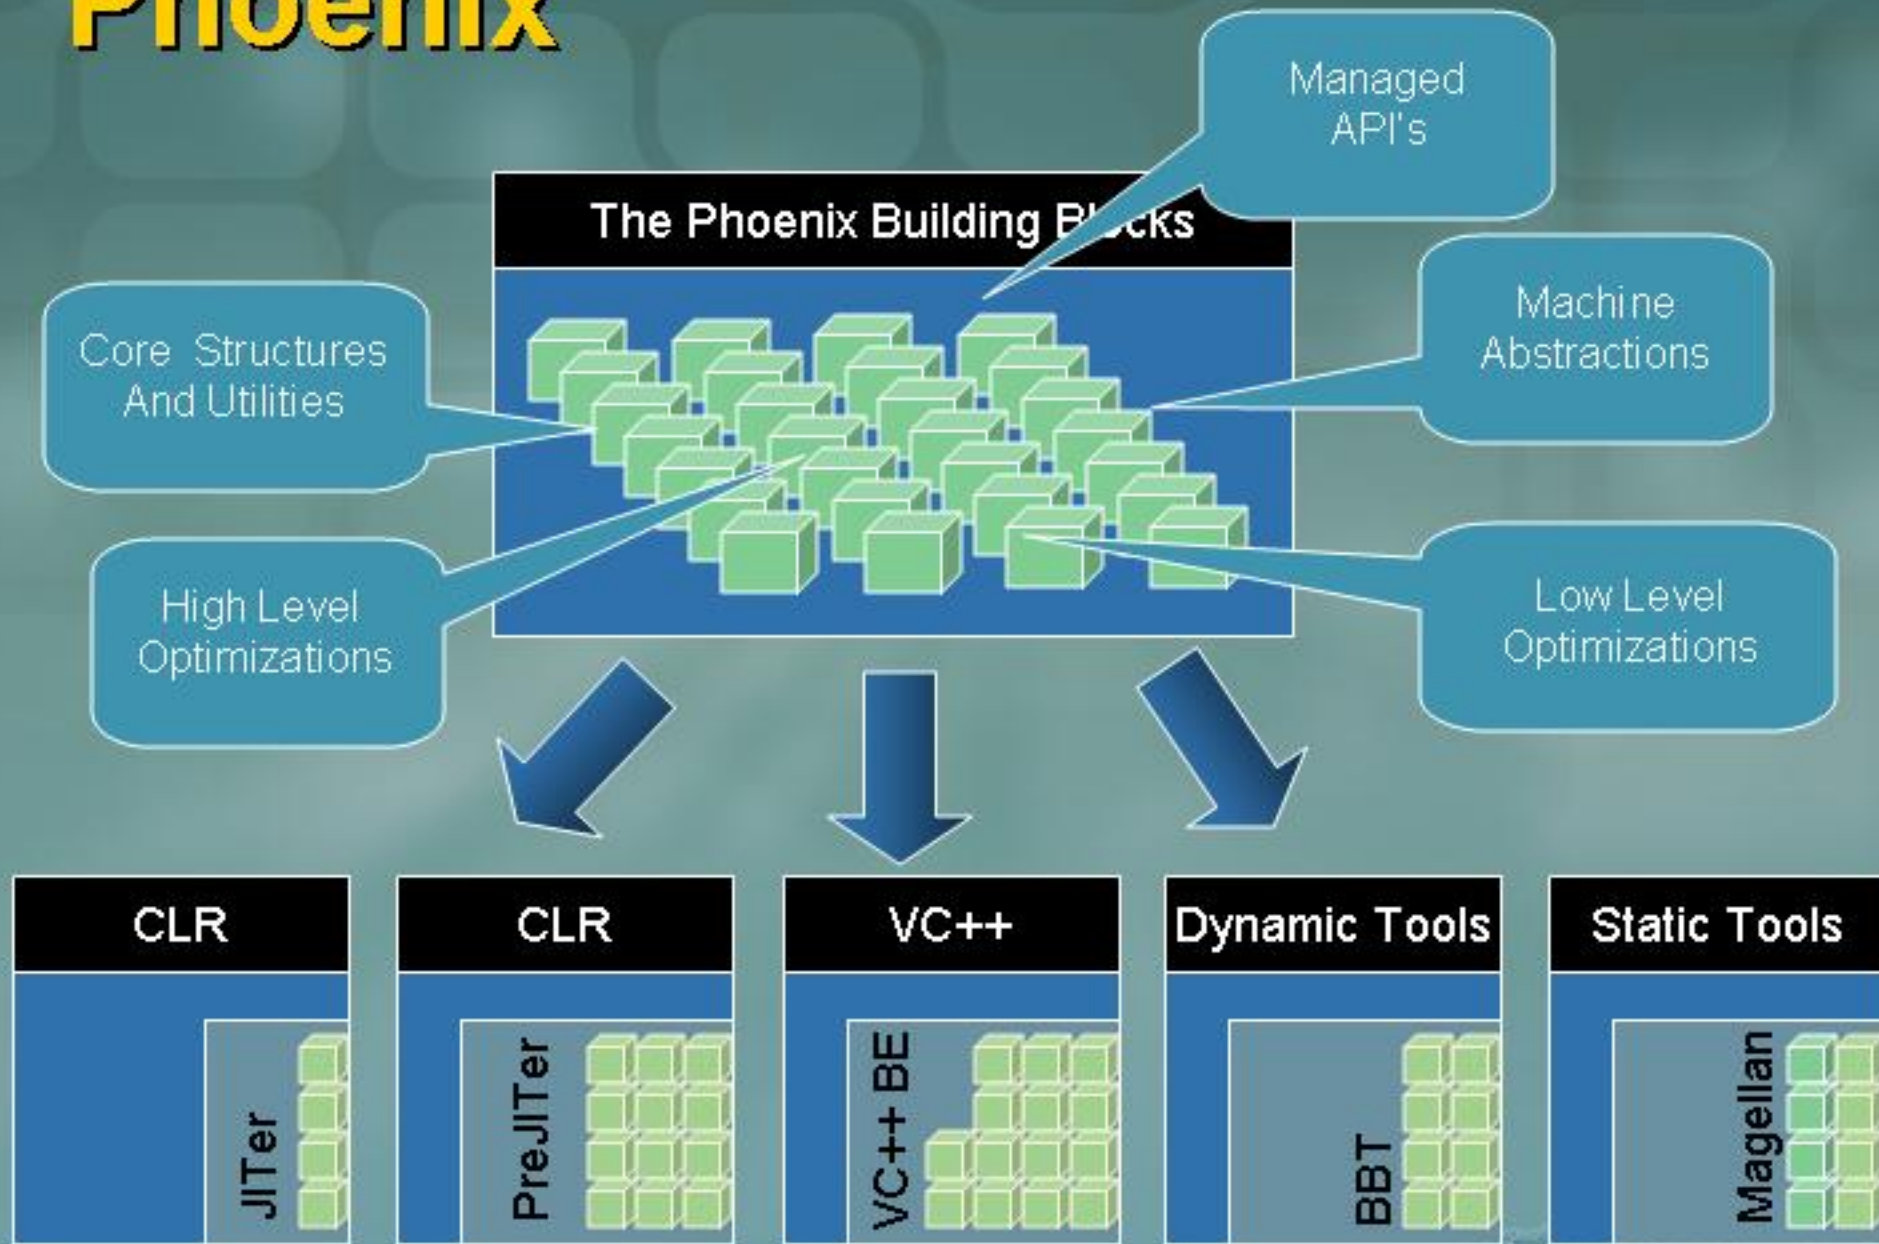 Phoenix
Managed
API's
The Phoenix Building Blocks
Core Structures
And Utilities
Machine
Abstractions
High Level
Optimizations
Low Level
Optimizations
CLR
CLR
VC++
Dynamic Tools
Static Tools
JITer
PreJITer
VC++ BE
BBT
Magellan